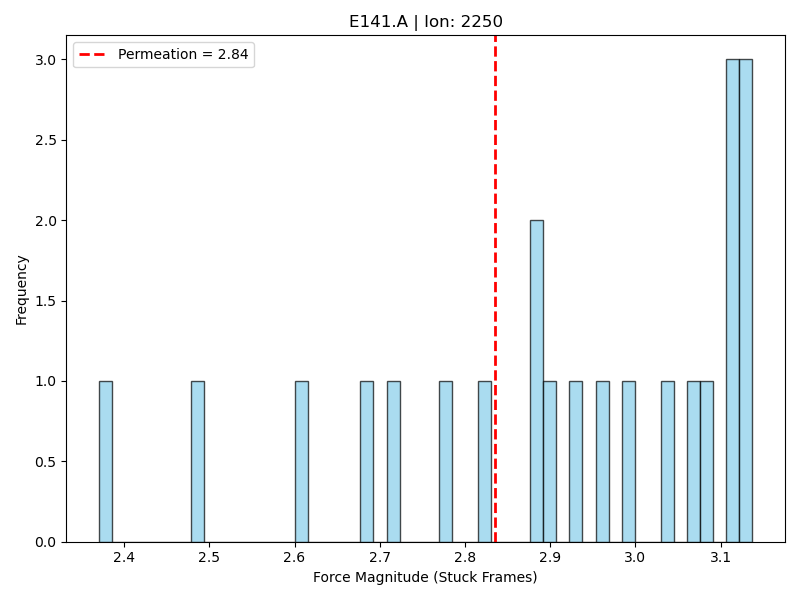 E141.A | Ion: 2250
Permeation = 2.84
3.0
2.5
2.0
1.5
1.0
0.5
0.0
Frequency
2.4 2.5 2.6 2.7 2.8 2.9 3.0 3.1
Force Magnitude (Stuck Frames)